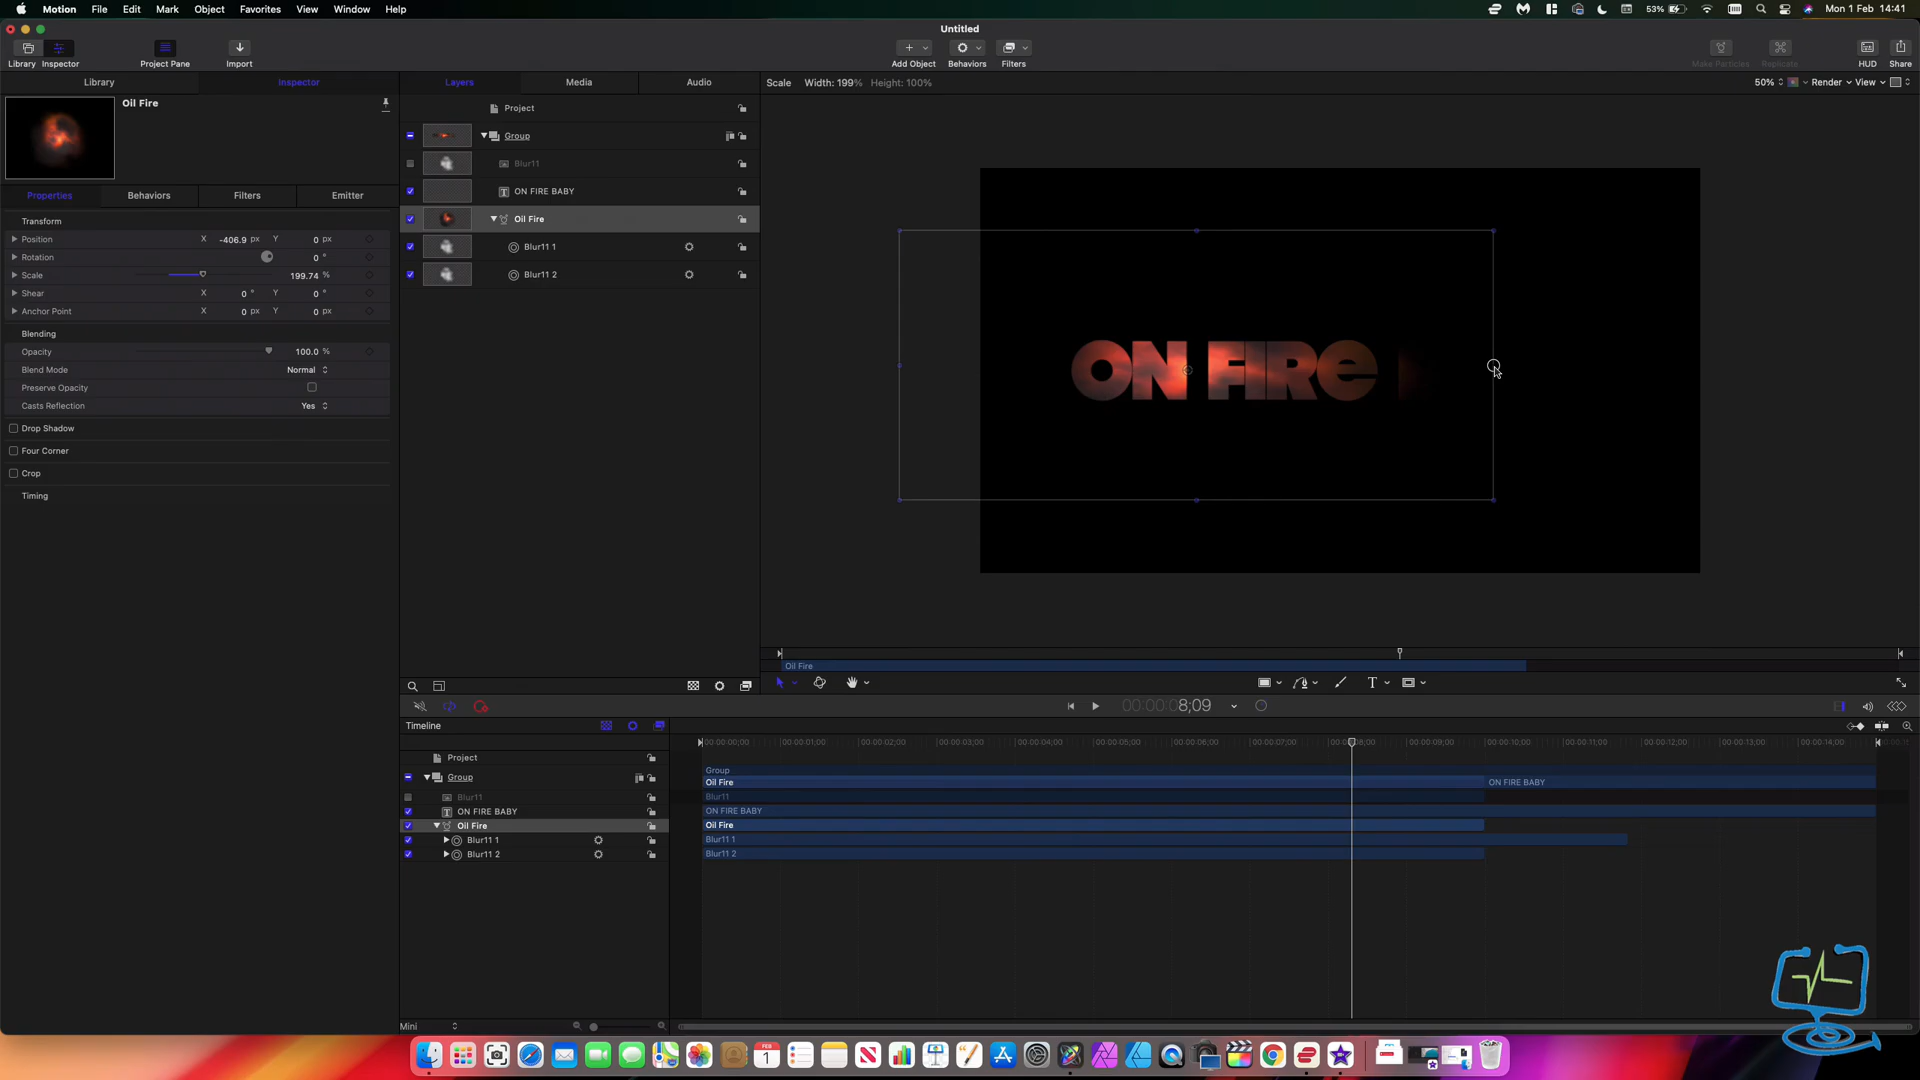 Motion File Edit Mark Object Favorites View Window Help 53% Mon 1 Feb 14:41
Untitled
Library Inspector Project Pane Import Add Object Behaviors Filters Make Particles Replicate HUD Share
Library Inspector Layers Media Audio Scale Width: 199% Height: 100% 50% Render View
Oil Fire
Project
Group
Blur11
ON FIRE BABY
Oil Fire
Blur11 1
Blur11 2
Properties Behaviors Filters Emitter
Transform
Position X -406.9 px Y 0 px
Rotation 0 °
Scale 199.74 %
Shear X 0 ° Y 0 °
Anchor Point X 0 px Y 0 px
Blending
Opacity 100.0 %
Blend Mode Normal
Preserve Opacity
Casts Reflection Yes
Drop Shadow
Four Corner
Crop
Timing
ON FIRE
Oil Fire
T
00:00:00:8;09
Timeline
00:00:00;00 00:00:01;00 00:00:02;00 00:00:03;00 00:00:04;00 00:00:05;00 00:00:06;00 00:00:07;00 00:00:08;00 00:00:09;00 00:00:10;00 00:00:11;00 00:00:12;00 00:00:13;00 00:00:14;00
Project
Group Group
Oil Fire ON FIRE BABY
Blur11 Blur11
ON FIRE BABY ON FIRE BABY
Oil Fire Oil Fire
Blur11 1 Blur11 1
Blur11 2 Blur11 2
Mini
FEB
1